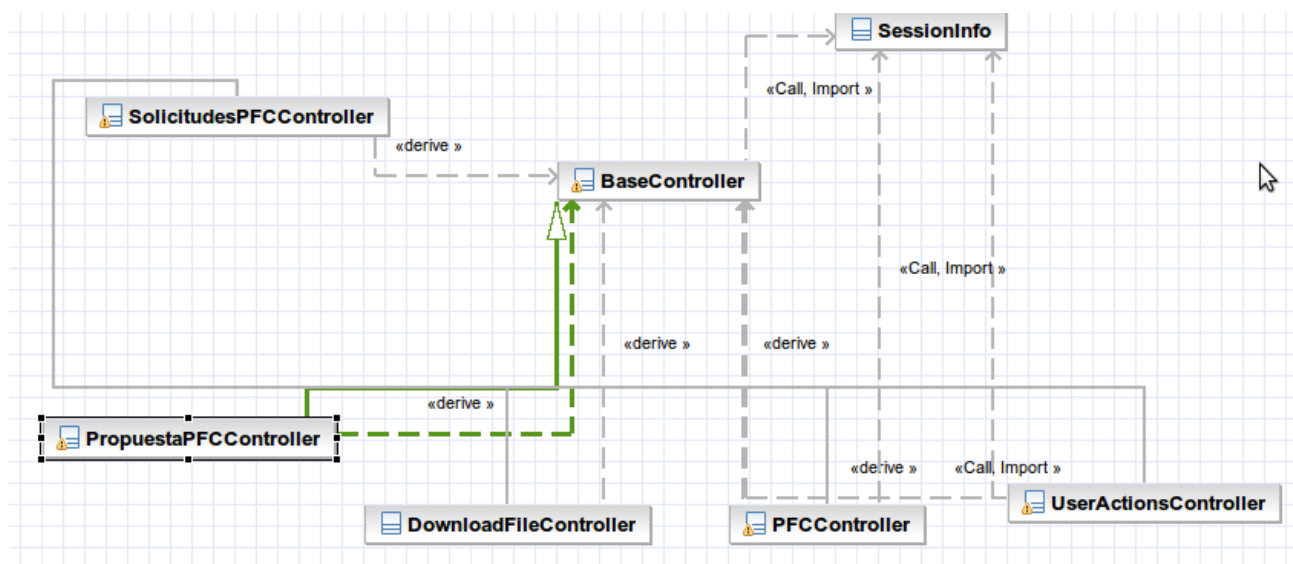 SessionInfo
«Call, Import »
SolicitudesPFCController
«derive »
BaseController
«Call, Import »
«derive »
«derive »
«derive »
PropuestaPFCController
«derive »
«Call, Import »
UserActionsController
DownloadFileController
PFCController